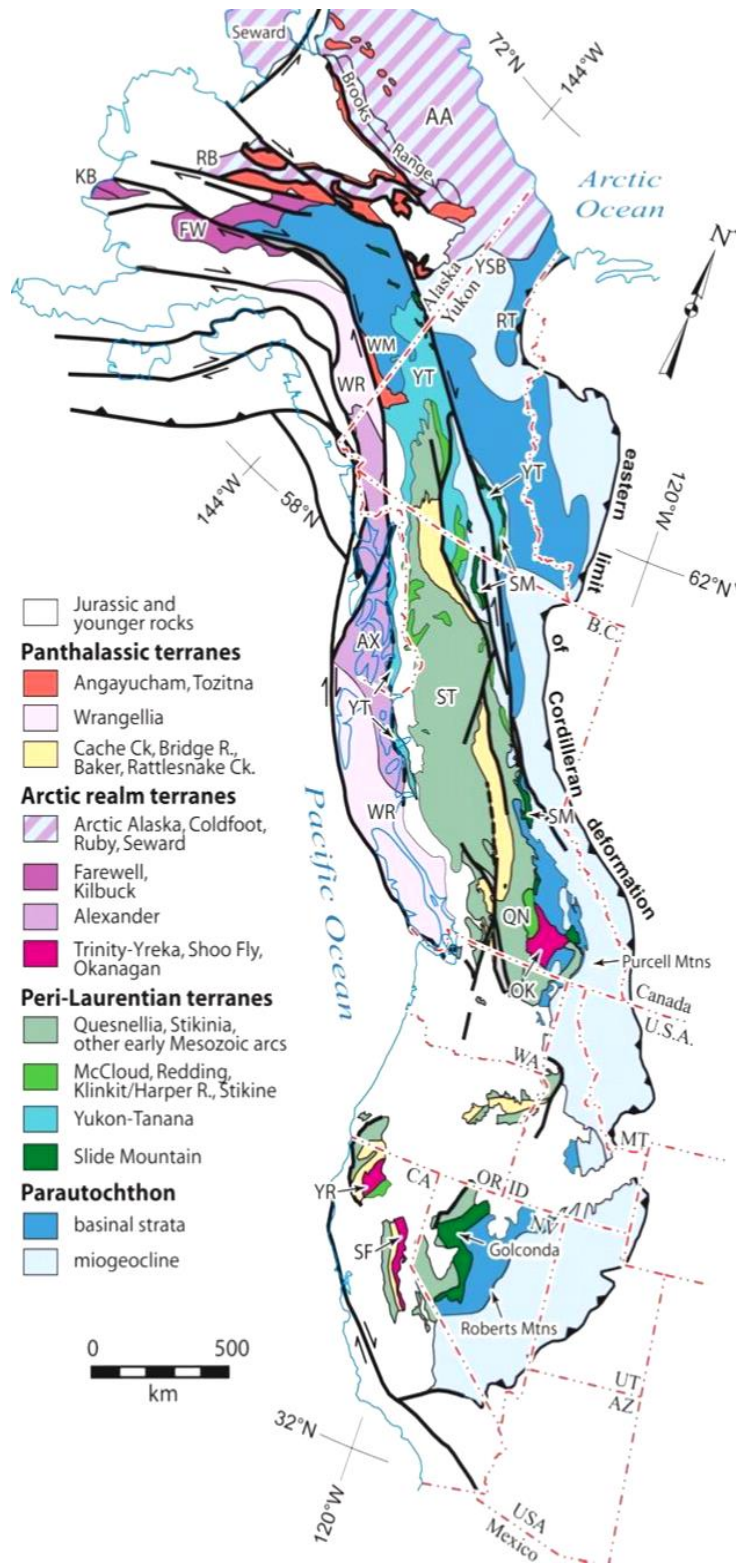 Seward
72°N
144°W
Brooks
Range
AA
Arctic
Ocean
RB
KB
FW
N
Alaska
Yukon
YSB
RT
WM
YT
WR
144°W
58°N
YT
120°W
62°N
SM
B.C.
eastern
limit
of
Cordilleran
deformation
AX
YT
ST
WR
SM
Pacific Ocean
QN
OK
Purcell Mtns
Canada
U.S.A.
WA
MT
CA
OR
ID
NV
YR
SF
Golconda
Roberts Mtns
UT
AZ
32°N
120°W
USA
Mexico
Jurassic and
younger rocks
Panthalassic terranes
Angayucham, Tozitna
Wrangellia
Cache Ck, Bridge R.,
Baker, Rattlesnake Ck.
Arctic realm terranes
Arctic Alaska, Coldfoot,
Ruby, Seward
Farewell,
Kilbuck
Alexander
Trinity-Yreka, Shoo Fly,
Okanagan
Peri-Laurentian terranes
Quesnellia, Stikinia,
other early Mesozoic arcs
McCloud, Redding,
Klinkit/Harper R., Stikine
Yukon-Tanana
Slide Mountain
Parautochthon
basinal strata
miogeocline
0 500
km